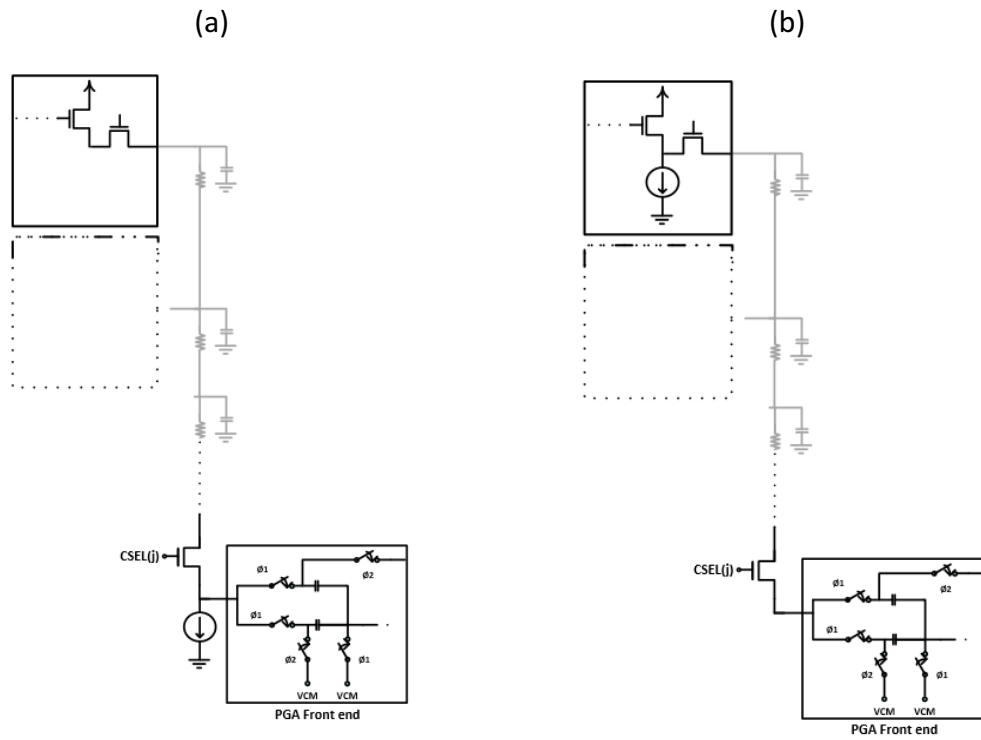 (a)
(b)
CSEL(j)
Ø1
Ø2
Ø1
Ø2
Ø1
VCM
VCM
PGA Front end
CSEL(j)
Ø1
Ø2
Ø1
Ø2
Ø1
VCM
VCM
PGA Front end